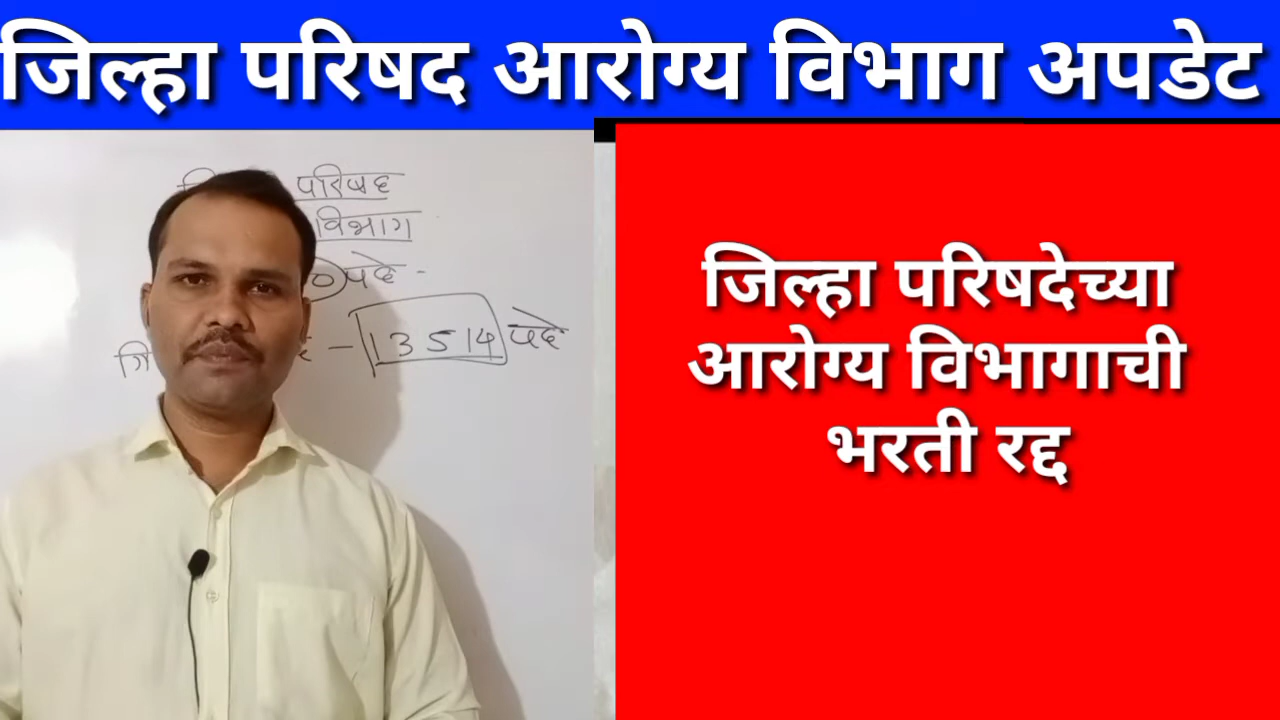 जिल्हा परिषद आरोग्य विभाग अपडेट
परिषद
विभाग
पदे -
- 13514 पदे
जिल्हा परिषदेच्या
आरोग्य विभागाची
भरती रद्द